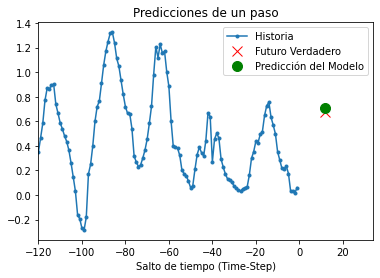 Predicciones de un paso
Historia
Futuro Verdadero
Predicción del Modelo
1.4
1.2
1.0
0.8
0.6
0.4
0.2
0.0
−0.2
−120 −100 −80 −60 −40 −20 0 20
Salto de tiempo (Time-Step)